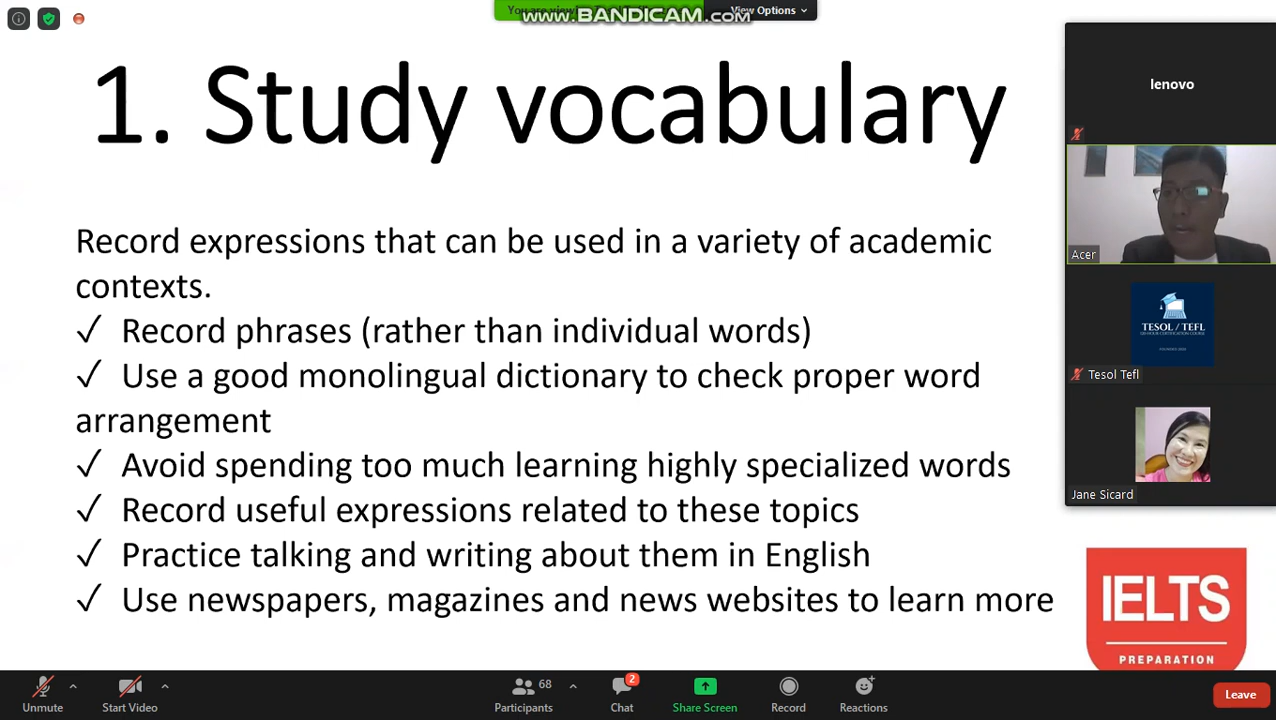 www.BANDICAM.com
View Options
1. Study vocabulary
Record expressions that can be used in a variety of academic
contexts.
✓ Record phrases (rather than individual words)
✓ Use a good monolingual dictionary to check proper word
arrangement
✓ Avoid spending too much learning highly specialized words
✓ Record useful expressions related to these topics
✓ Practice talking and writing about them in English
✓ Use newspapers, magazines and news websites to learn more
lenovo
Acer
TESOL / TEFL
Tesol Tefl
Jane Sicard
IELTS
PREPARATION
Unmute
Start Video
68
Participants
2
Chat
Share Screen
Record
Reactions
Leave